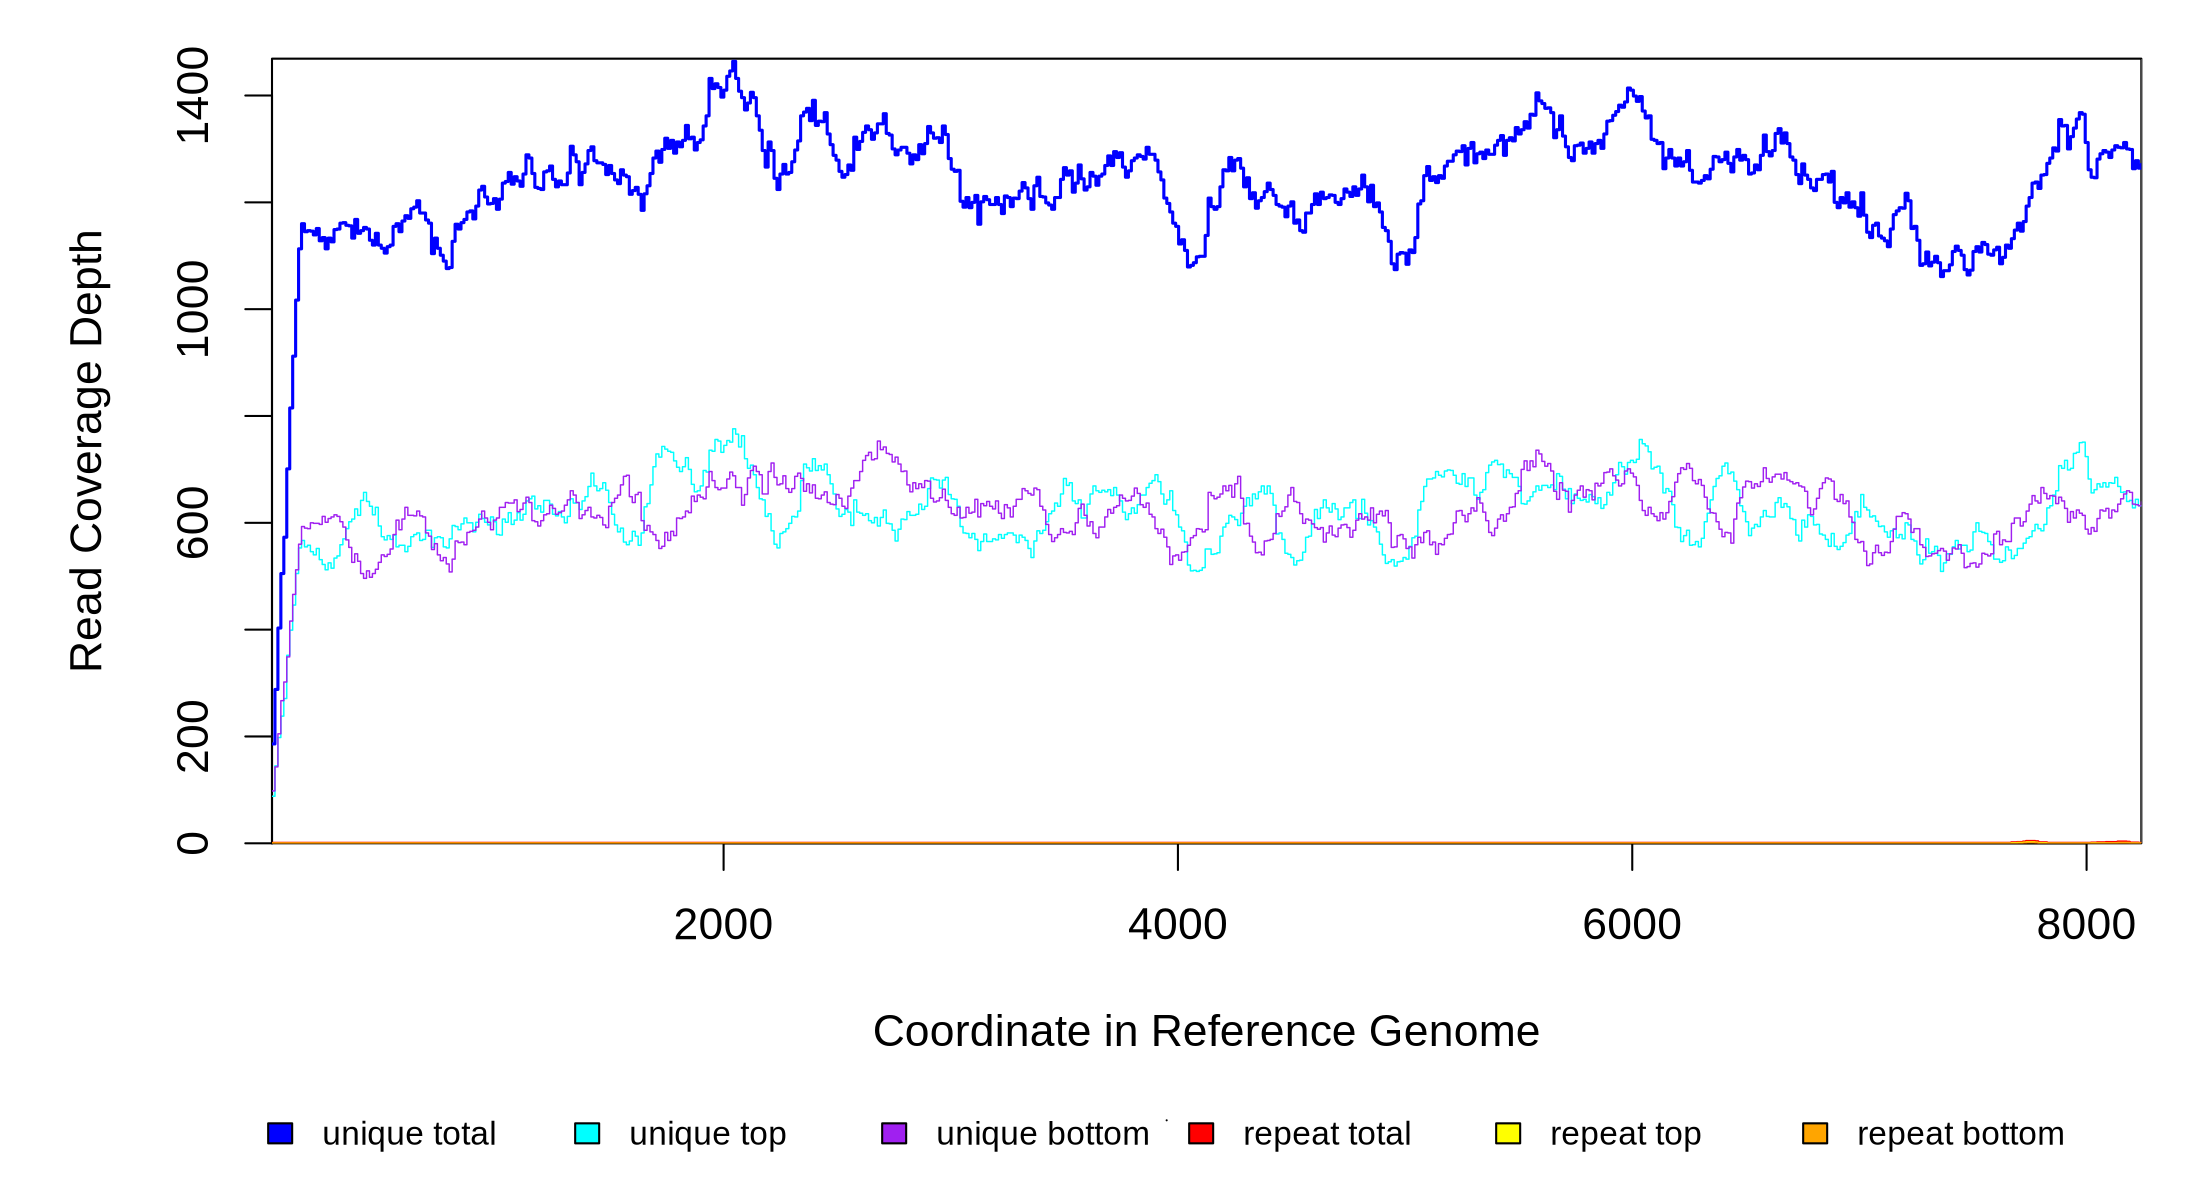 1400
1000
600
200
0
Read Coverage Depth
2000 4000 6000 8000
Coordinate in Reference Genome
unique total unique top unique bottom repeat total repeat top repeat bottom